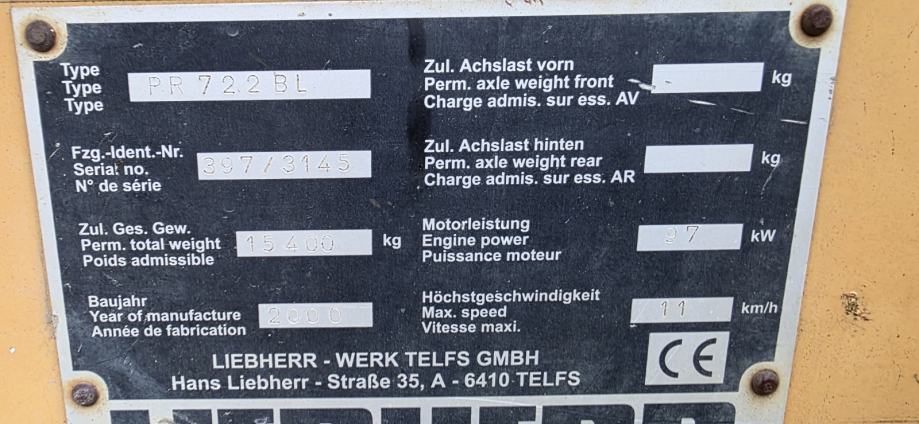 Type
Type PR 722BL
Type
Zul. Achslast vorn
Perm. axle weight front kg
Charge admis. sur ess. AV
Fzg.-Ident.-Nr.
Serial no. 397/3145
N° de série
Zul. Achslast hinten
Perm. axle weight rear kg
Charge admis. sur ess. AR
Zul. Ges. Gew.
Perm. total weight 15400 kg
Poids admissible
Motorleistung
Engine power 97 kW
Puissance moteur
Baujahr
Year of manufacture 2000
Année de fabrication
Höchstgeschwindigkeit
Max. speed 11 km/h
Vitesse maxi.
LIEBHERR - WERK TELFS GMBH
Hans Liebherr - Straße 35, A - 6410 TELFS
CE
LIEBHERR